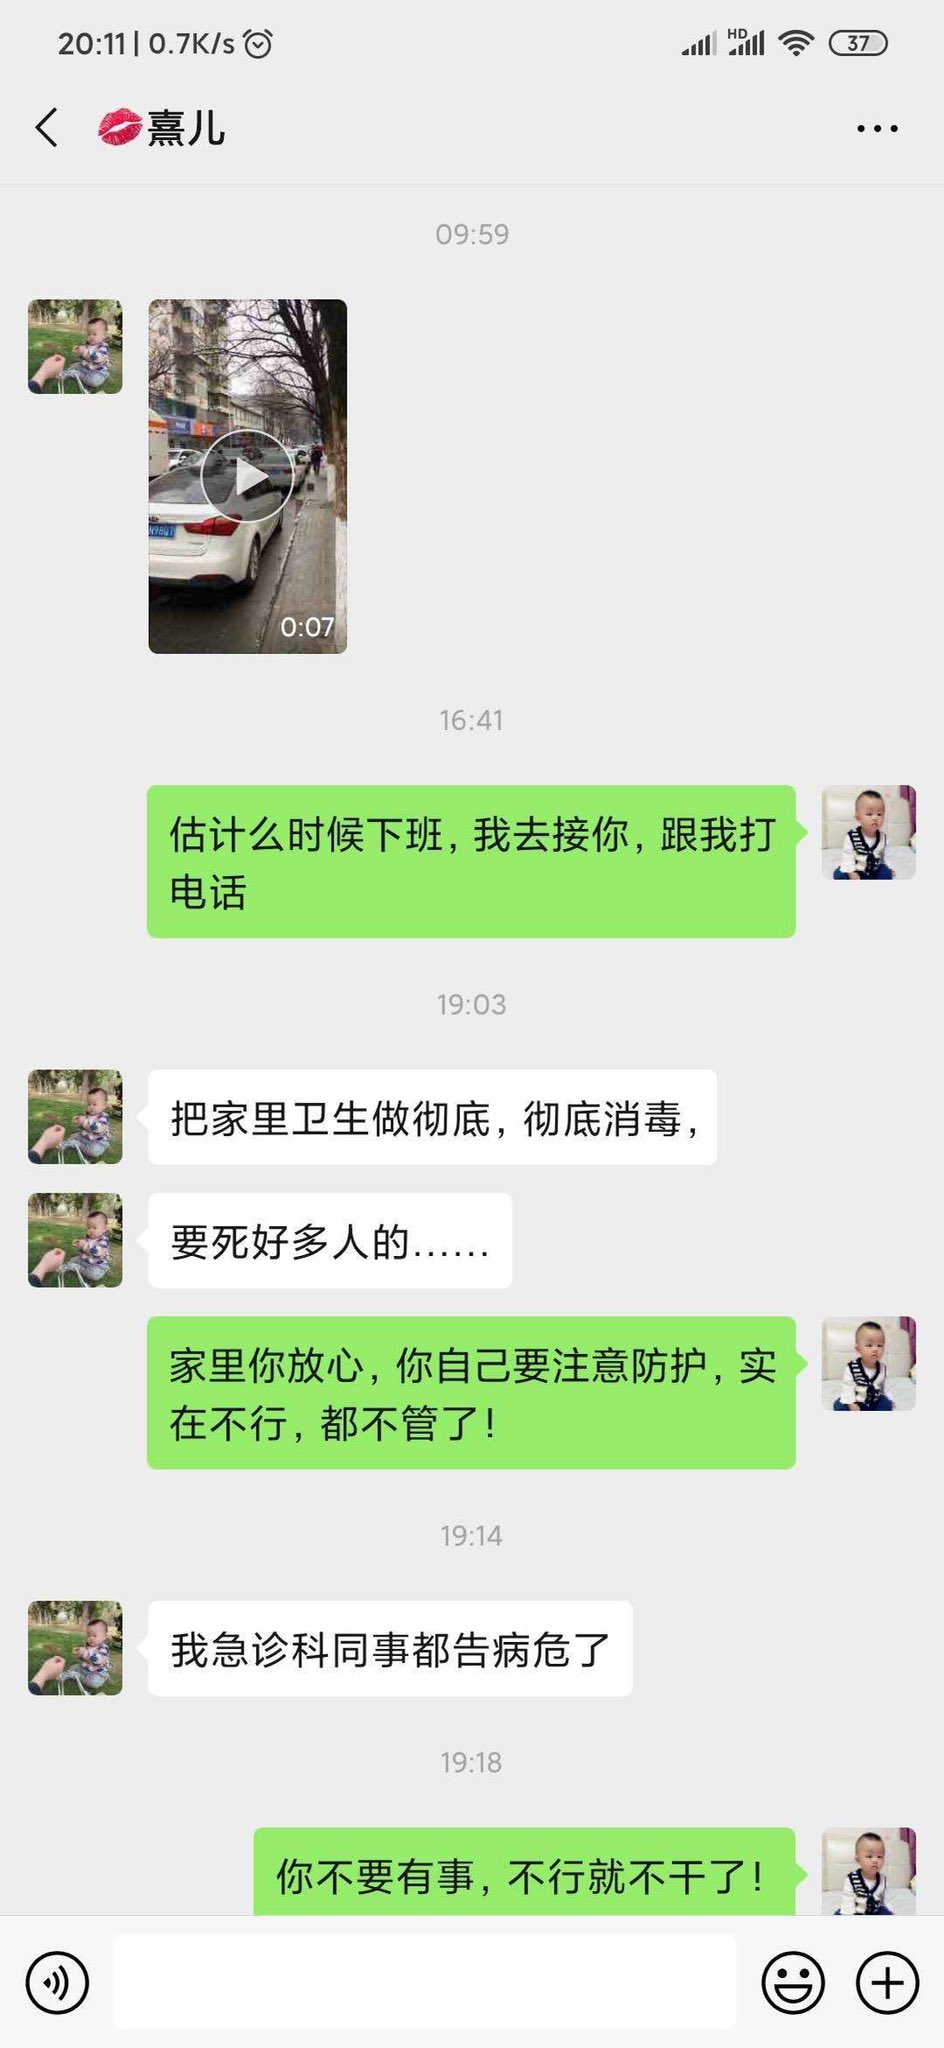 20:11 | 0.7K/s
HD
37
熹儿
09:59
0:07
16:41
估计么时候下班，我去接你，跟我打
电话
19:03
把家里卫生做彻底，彻底消毒，
要死好多人的……
家里你放心，你自己要注意防护，实
在不行，都不管了！
19:14
我急诊科同事都告病危了
19:18
你不要有事，不行就不干了！